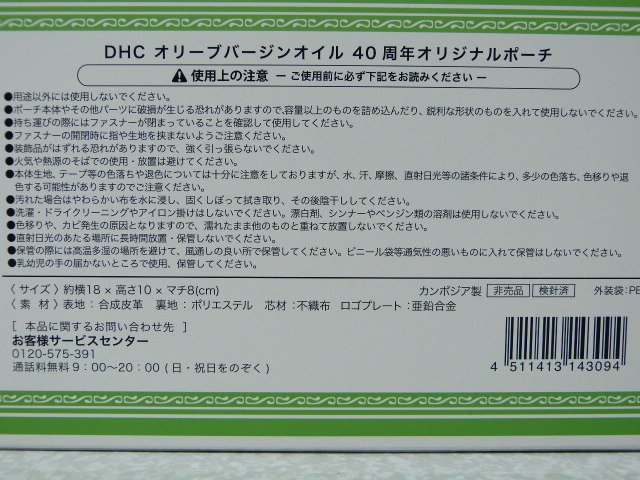 DHC オリーブバージンオイル 40周年オリジナルポーチ
使用上の注意 ーご使用前に必ず下記をお読みくださいー
●用途以外には使用しないでください。
●ポーチ本体やその他パーツに破損が生じる恐れがありますので、容量以上のものを詰め込んだり、鋭利な形状のものを入れて使用しないでください。
●持ち運びの際にはファスナーが閉まっていることを確認して使用してください。
●ファスナーの開閉時に指や生地を挟まないようご注意ください。
●装飾品がはずれる恐れがありますので、強く引っ張らないでください。
●火気や熱源のそばでの使用・放置は避けてください。
●本体生地、テープ等の色落ちや退色については十分に注意をしておりますが、水、汗、摩擦、直射日光等の諸条件により、多少の色落ち、色移りや退
色する可能性がありますのでご注意ください。
●汚れた場合はやわらかい布を水に浸し、固くしぼって拭き取り、その後陰干ししてください。
●洗濯・ドライクリーニングやアイロン掛けはしないでください。漂白剤、シンナーやベンジン類の溶剤は使用しないでください。
●色移りや、カビ発生の原因となりますので、濡れたまま他のものと重ねて放置しないでください。
●直射日光のあたる場所に長時間放置・保管しないでください。
●保管の際には高温多湿の場所を避けて、風通しの良い所で保管してください。ビニール袋等通気性の悪いものに入れて保管はしないでください。
●乳幼児の手の届かないところで使用、保管してください。
〈サイズ〉約横18×高さ10×マチ8(cm)
カンボジア製 非売品 検針済 外装袋:PE
〈素 材〉表地:合成皮革 裏地:ポリエステル 芯材:不織布 ロゴプレート:亜鉛合金
[ 本品に関するお問い合わせ先 ]
お客様サービスセンター
0120-575-391
通話料無料 9:00〜20:00 (日・祝日をのぞく)
4 511413 143094